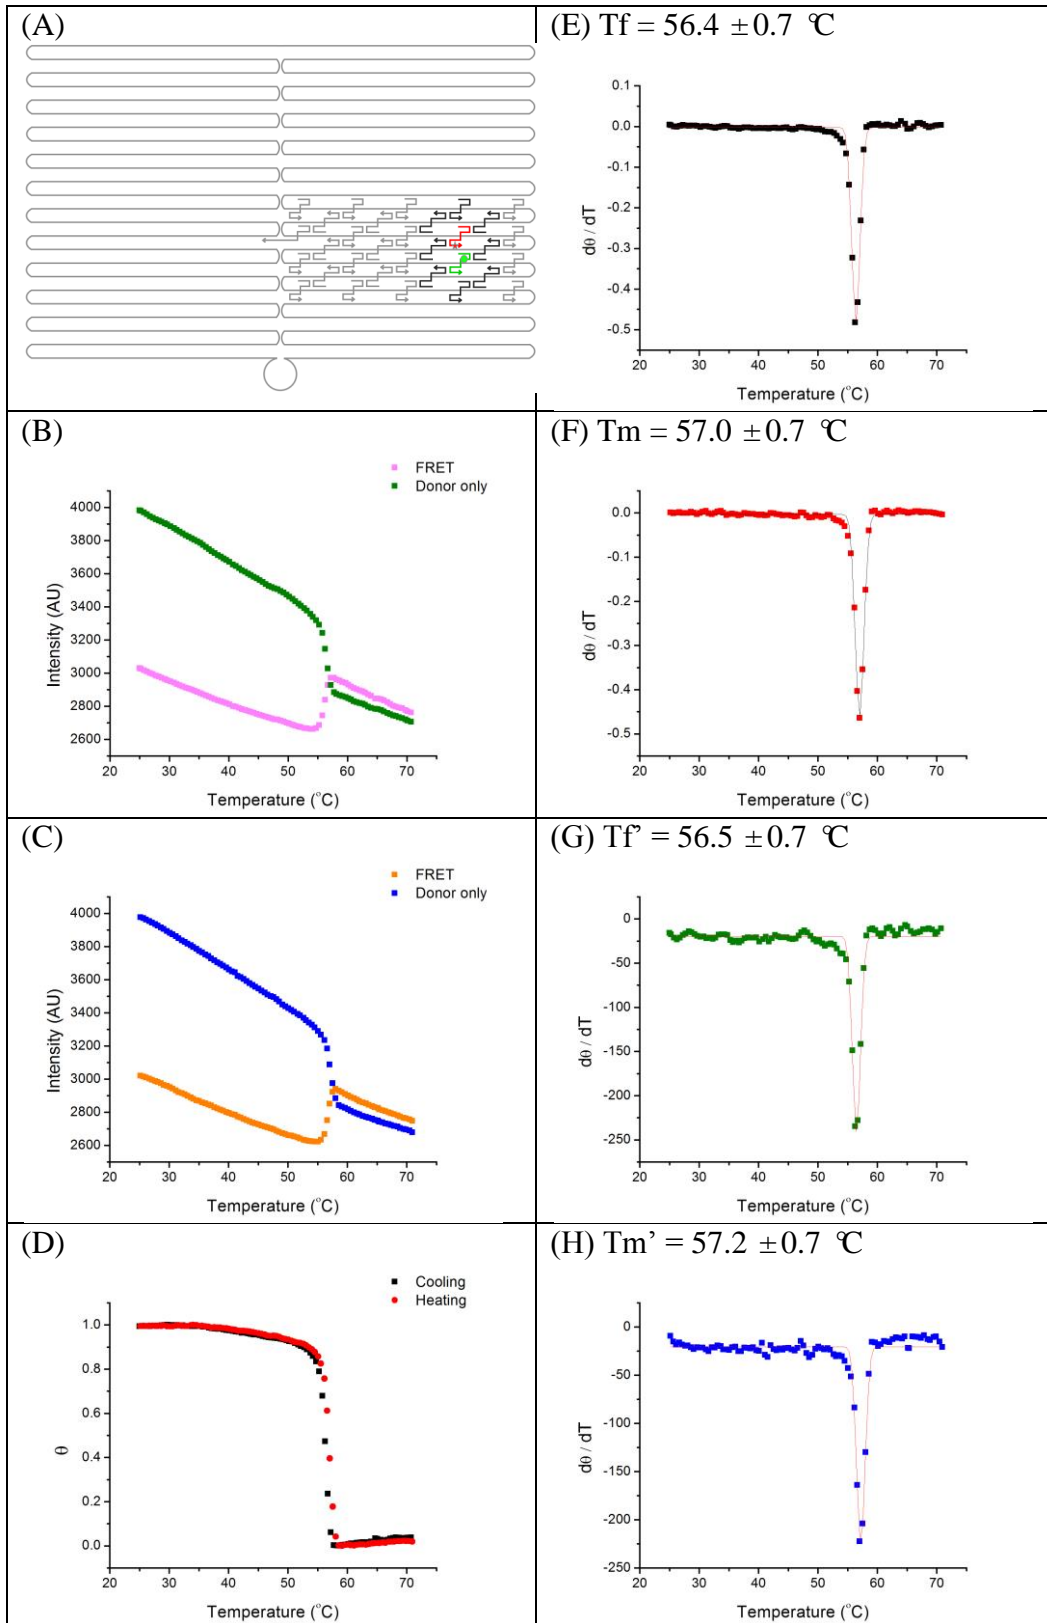 (A)
(E) Tf = 56.4 ±0.7 ℃
0.1
0.0
-0.1
-0.2
-0.3
-0.4
-0.5
dθ / dT
20 30 40 50 60 70
Temperature (°C)
(B)
FRET
Donor only
4000
3800
3600
3400
3200
3000
2800
2600
Intensity (AU)
20 30 40 50 60 70
Temperature (°C)
(F) Tm = 57.0 ±0.7 ℃
0.0
-0.1
-0.2
-0.3
-0.4
-0.5
dθ / dT
20 30 40 50 60 70
Temperature (°C)
(C)
FRET
Donor only
4000
3800
3600
3400
3200
3000
2800
2600
Intensity (AU)
20 30 40 50 60 70
Temperature (°C)
(G) Tf’ = 56.5 ±0.7 ℃
0
-50
-100
-150
-200
-250
dθ / dT
20 30 40 50 60 70
Temperature (°C)
(D)
Cooling
Heating
1.0
0.8
0.6
0.4
0.2
0.0
θ
20 30 40 50 60 70
Temperature (°C)
(H) Tm’ = 57.2 ±0.7 ℃
0
-50
-100
-150
-200
-250
dθ / dT
20 30 40 50 60 70
Temperature (°C)